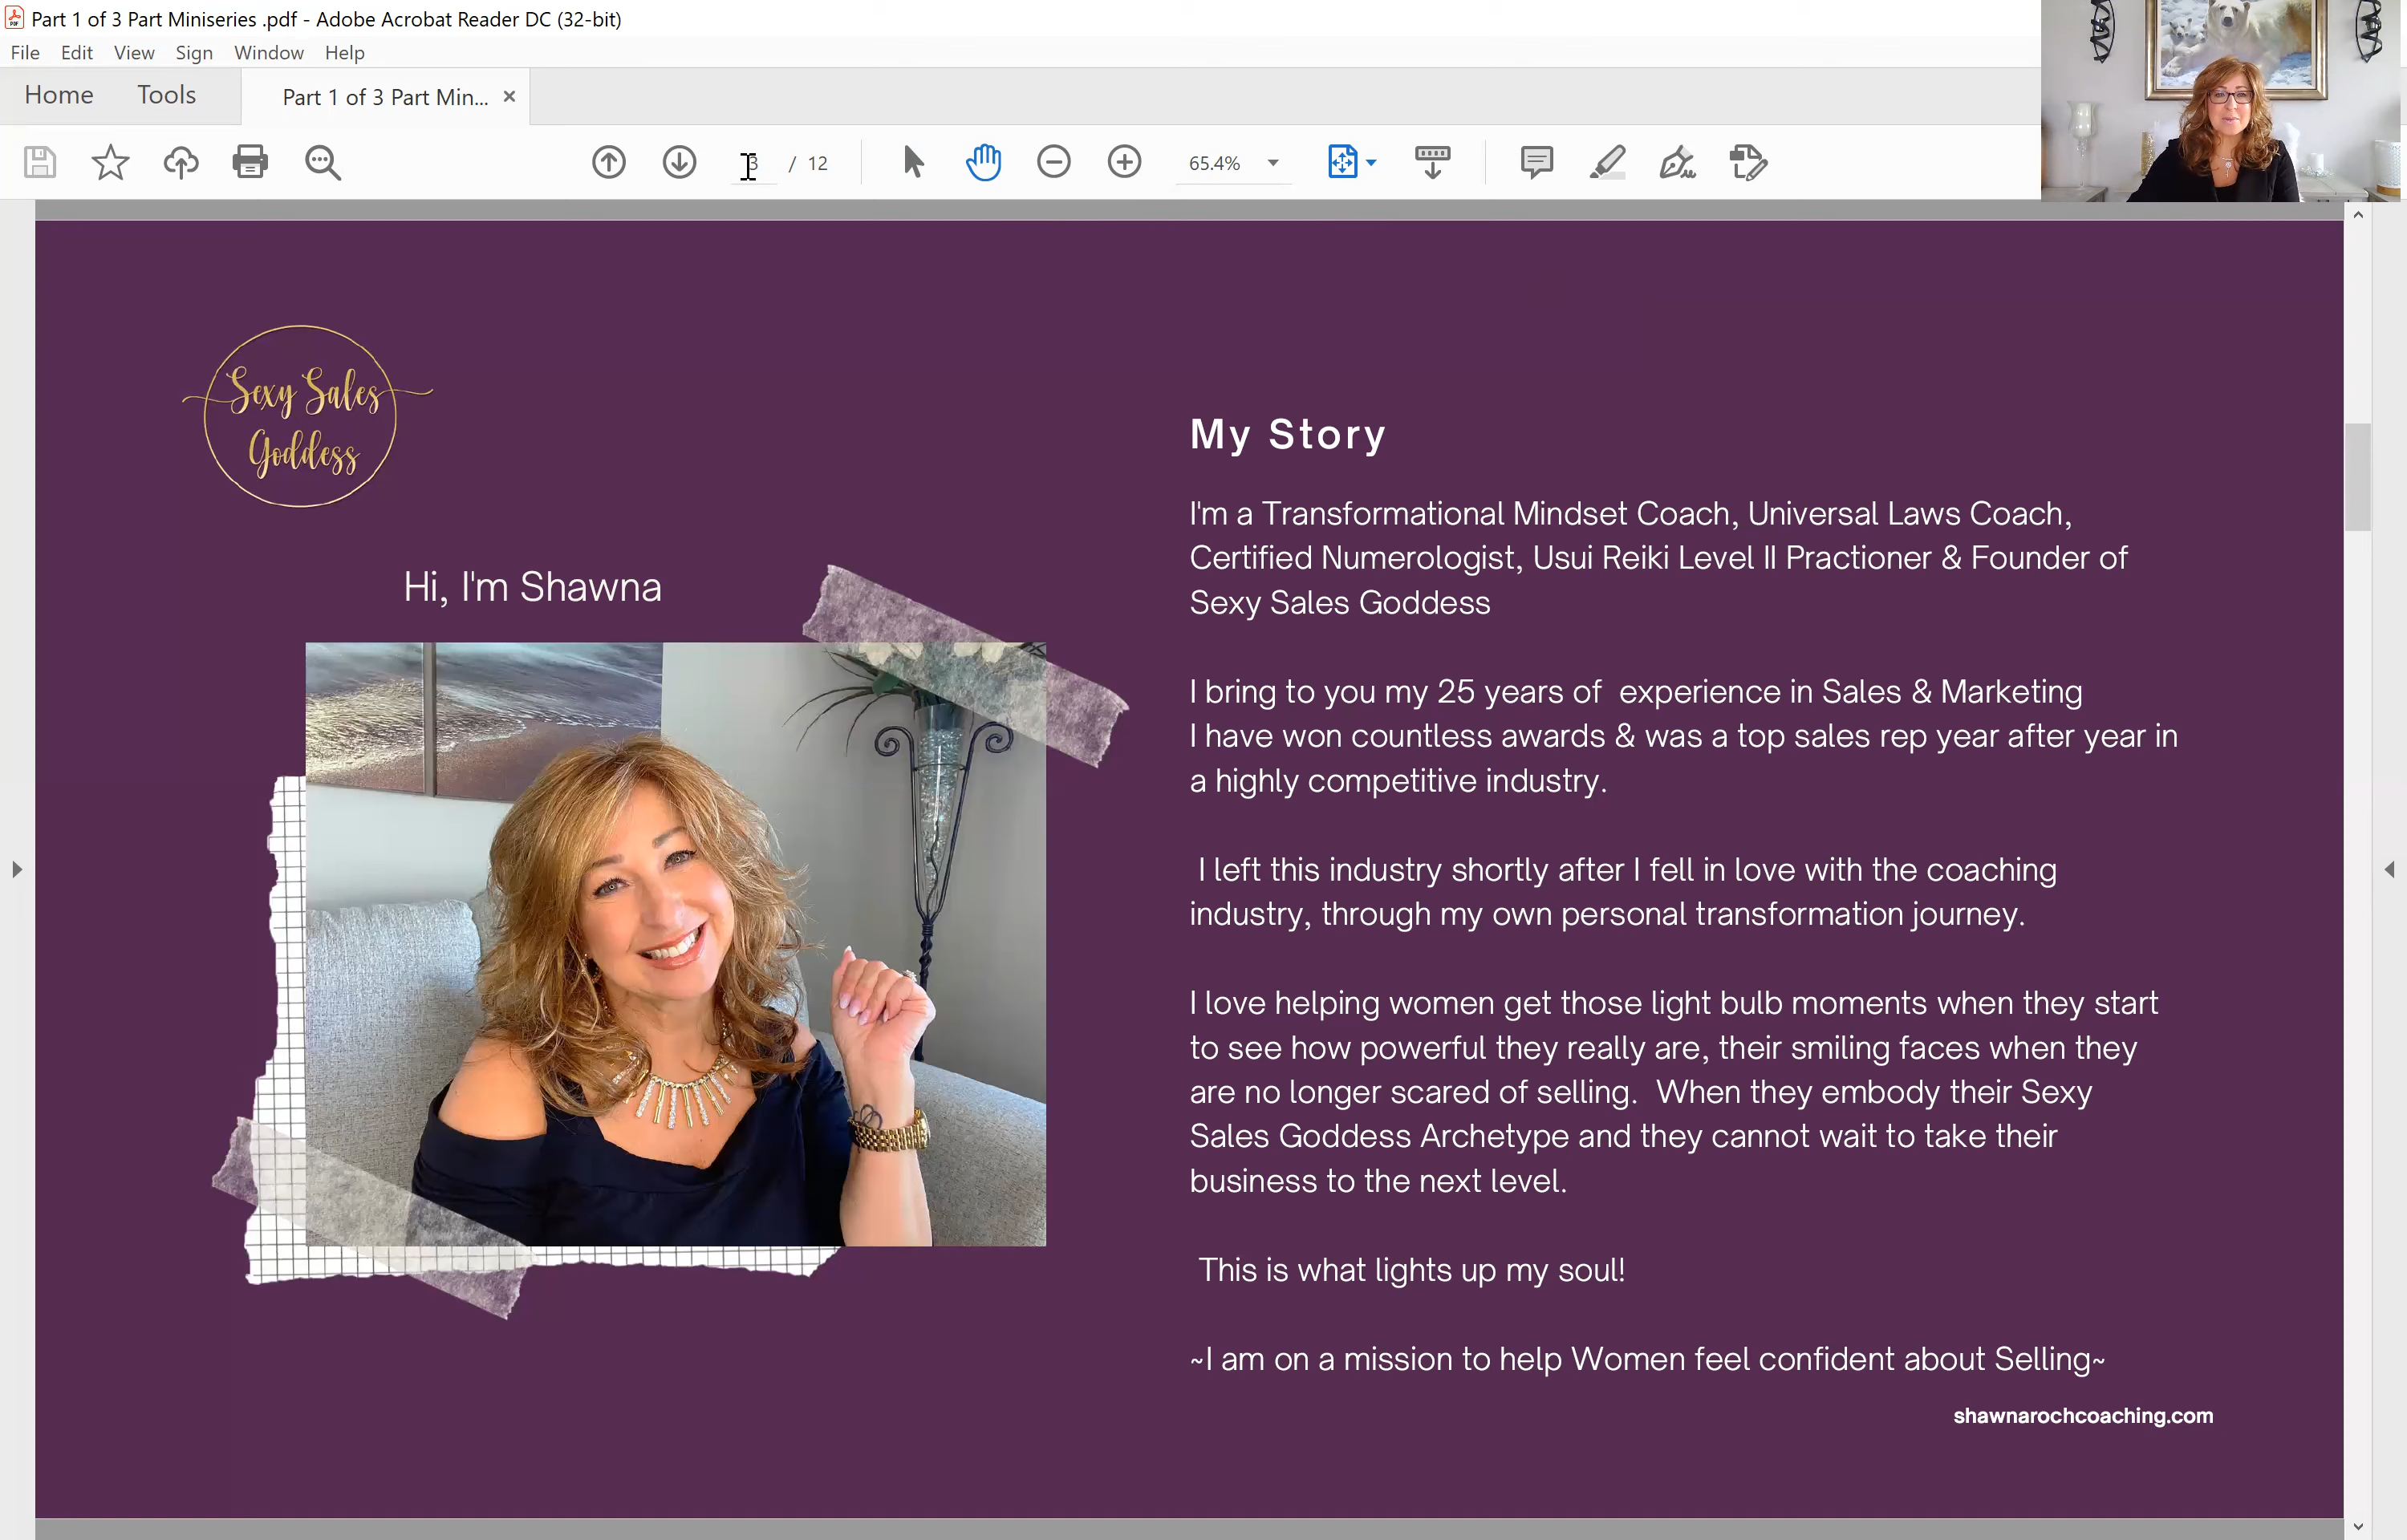 Part 1 of 3 Part Miniseries .pdf - Adobe Acrobat Reader DC (32-bit)
File Edit View Sign Window Help
Home Tools Part 1 of 3 Part Min...
3 / 12 65.4%
Sexy Sales
Goddess
Hi, I'm Shawna
My Story
I'm a Transformational Mindset Coach, Universal Laws Coach,
Certified Numerologist, Usui Reiki Level II Practioner & Founder of
Sexy Sales Goddess
I bring to you my 25 years of experience in Sales & Marketing
I have won countless awards & was a top sales rep year after year in
a highly competitive industry.
I left this industry shortly after I fell in love with the coaching
industry, through my own personal transformation journey.
I love helping women get those light bulb moments when they start
to see how powerful they really are, their smiling faces when they
are no longer scared of selling. When they embody their Sexy
Sales Goddess Archetype and they cannot wait to take their
business to the next level.
This is what lights up my soul!
~I am on a mission to help Women feel confident about Selling~
shawnarochcoaching.com